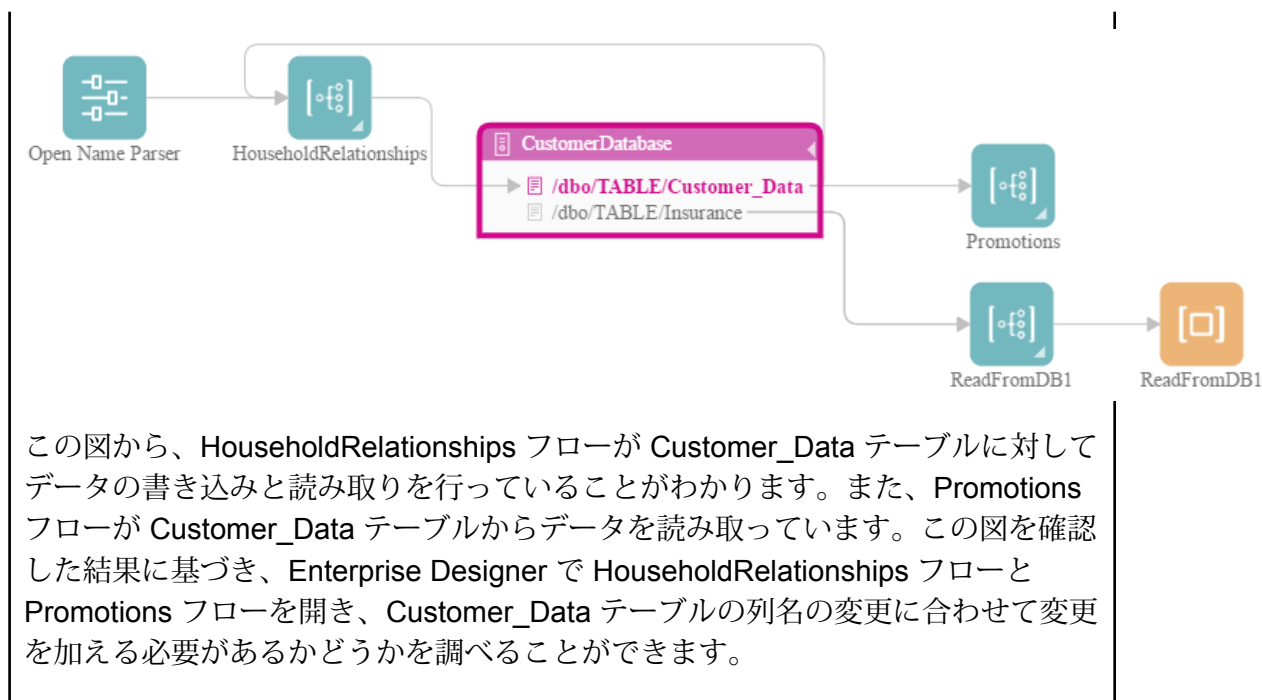 Open Name Parser
HouseholdRelationships
CustomerDatabase
/dbo/TABLE/Customer_Data
/dbo/TABLE/Insurance
Promotions
ReadFromDB1
ReadFromDB1
この図から、HouseholdRelationships フローが Customer_Data テーブルに対して
データの書き込みと読み取りを行っていることがわかります。また、Promotions
フローが Customer_Data テーブルからデータを読み取っています。この図を確認
した結果に基づき、Enterprise Designer で HouseholdRelationships フローと
Promotions フローを開き、Customer_Data テーブルの列名の変更に合わせて変更
を加える必要があるかどうかを調べることができます。